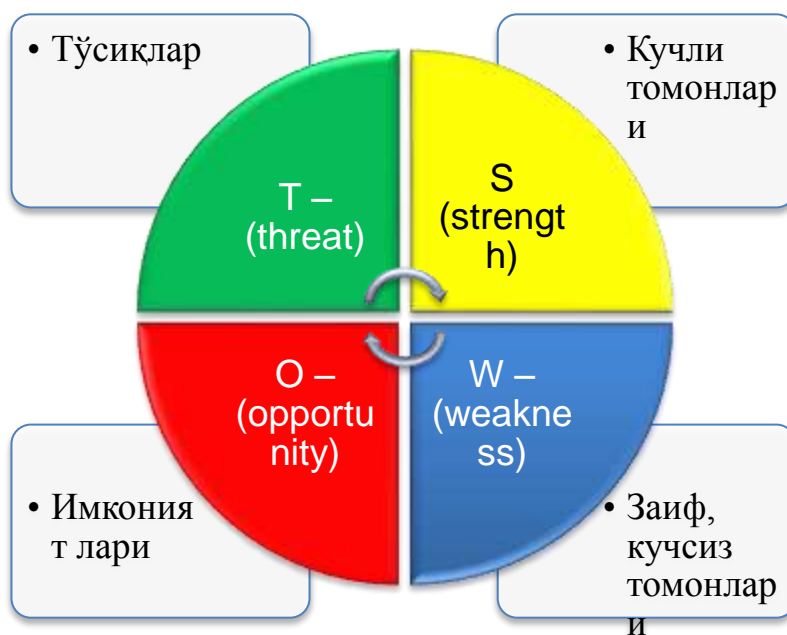 • Тўсиқлар
• Кучли
томонлар
и
T –
(threat)
S
(strengt
h)
O –
(opportu
nity)
W –
(weakne
ss)
• Имкония
т лари
• Заиф,
кучсиз
томонлар
и